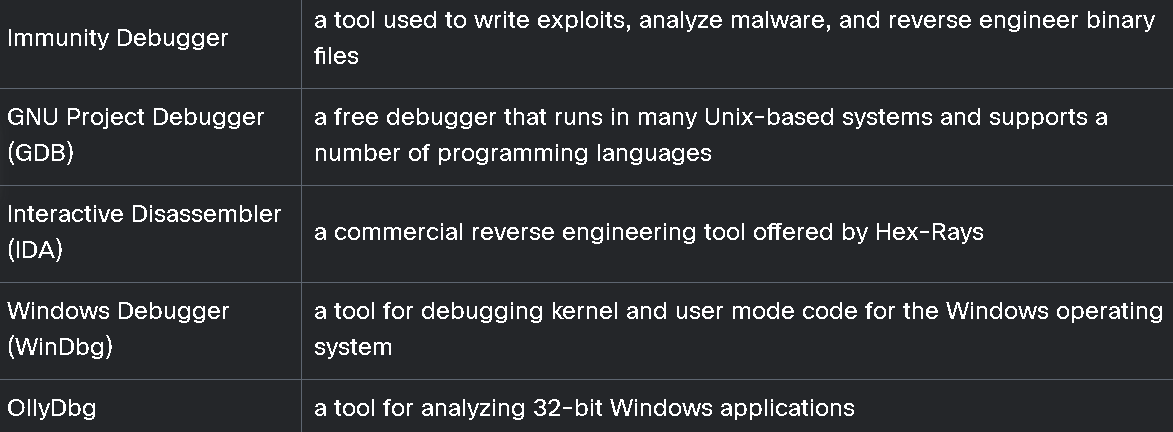 Immunity Debugger
a tool used to write exploits, analyze malware, and reverse engineer binary
files
GNU Project Debugger
(GDB)
a free debugger that runs in many Unix-based systems and supports a
number of programming languages
Interactive Disassembler
(IDA)
a commercial reverse engineering tool offered by Hex-Rays
Windows Debugger
(WinDbg)
a tool for debugging kernel and user mode code for the Windows operating
system
OllyDbg
a tool for analyzing 32-bit Windows applications